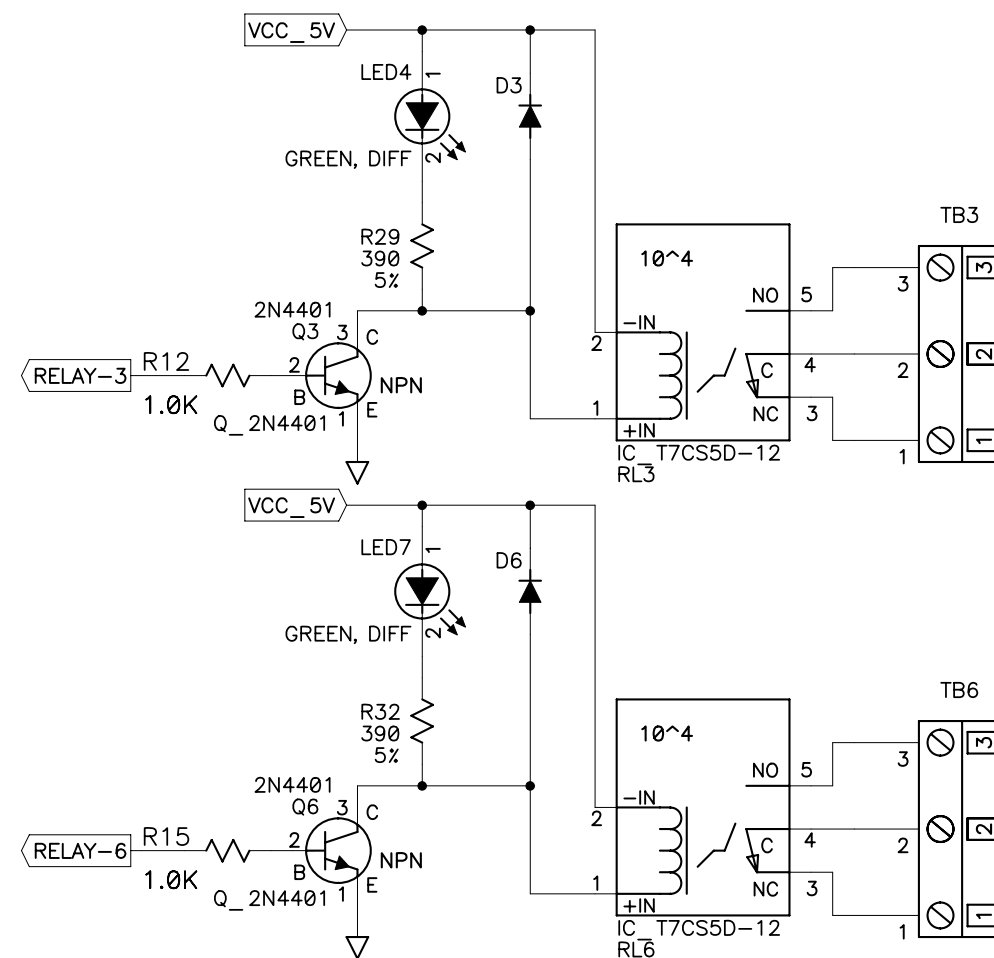 VCC_5V
LED4 1
D3
GREEN, DIFF 2
TB3
R29
390
5%
10^4
3 3
2N4401
Q3 3 C
NO 5
-IN
2
RELAY-3 R12 2
NPN
C 4
2 2
1.0K
B
1 E
1
NC 3
Q_2N4401
+IN
1 1
IC_T7CS5D-12
RL3
VCC_5V
LED7 1
D6
GREEN, DIFF 2
TB6
R32
390
5%
10^4
3 3
2N4401
Q6 3 C
NO 5
-IN
2
RELAY-6 R15 2
NPN
C 4
2 2
1.0K
B
1 E
1
NC 3
Q_2N4401
+IN
1 1
IC_T7CS5D-12
RL6